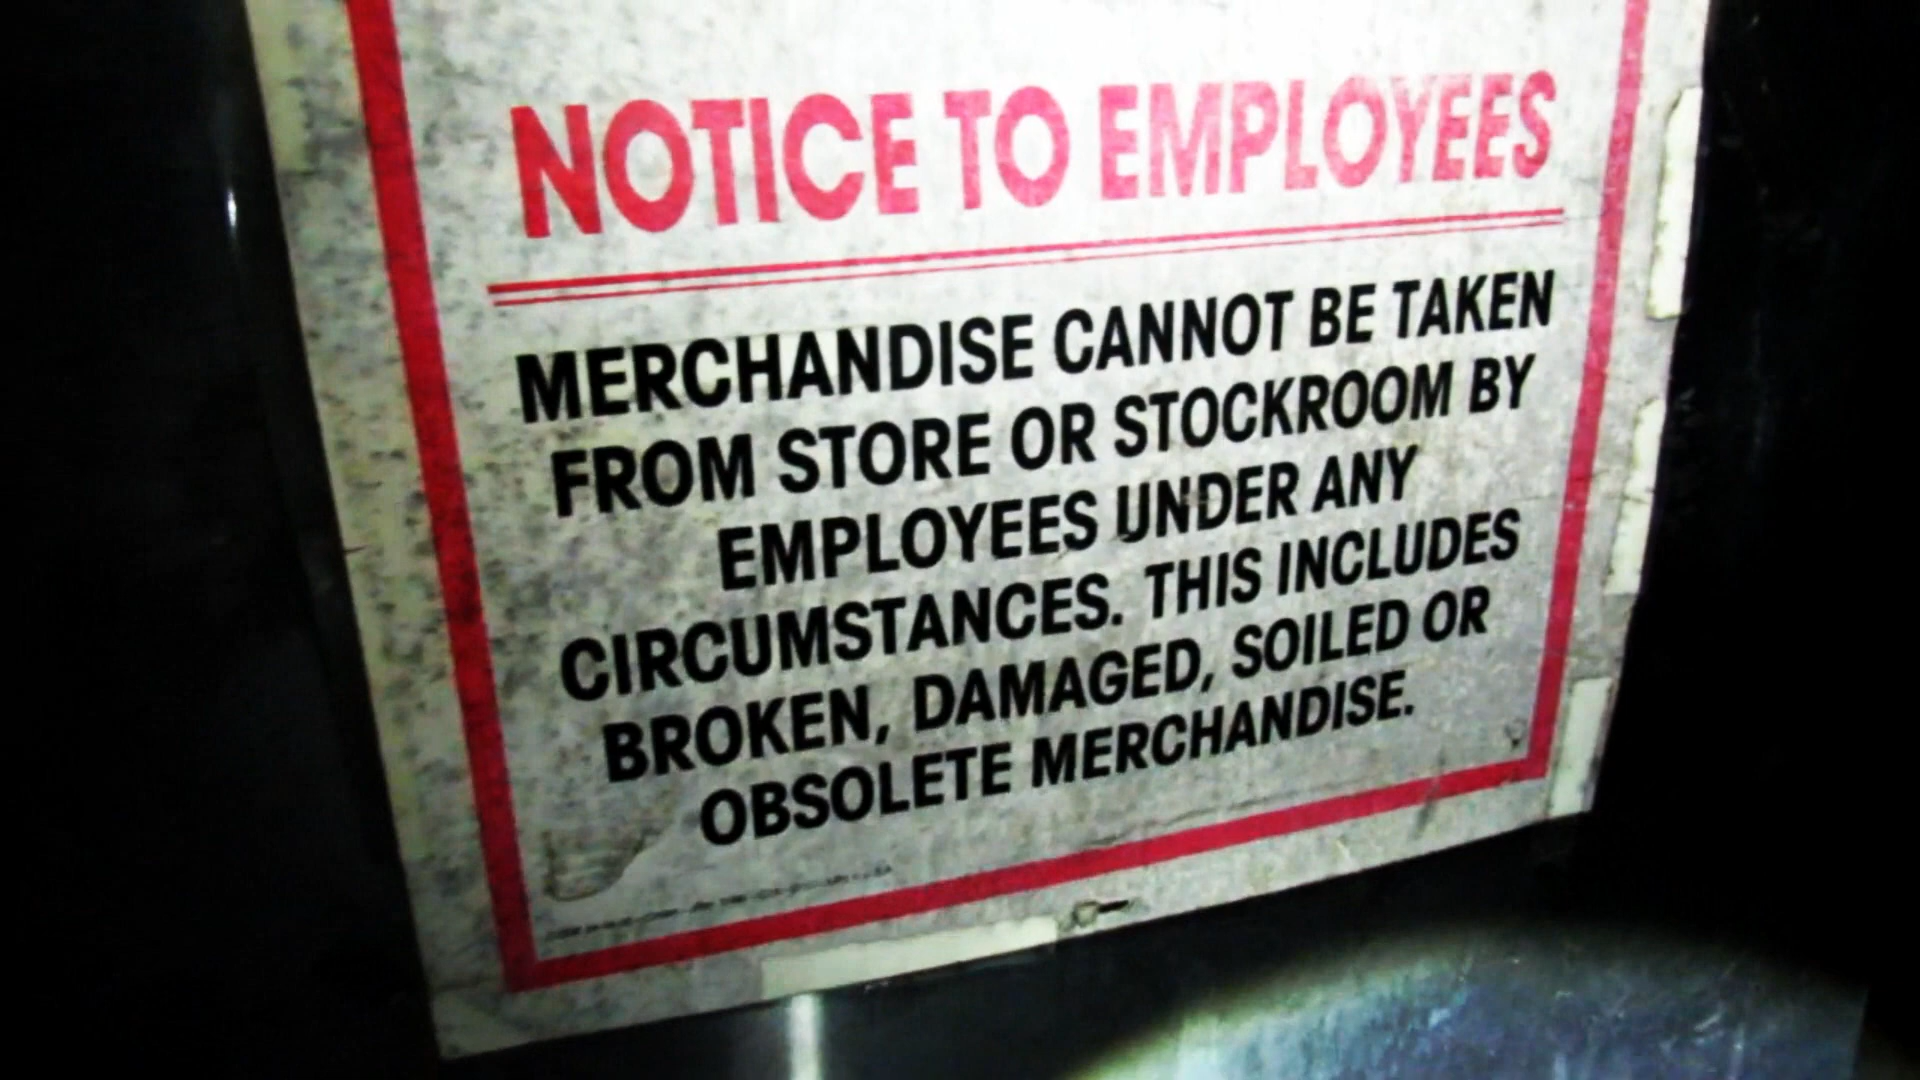 NOTICE TO EMPLOYEES
MERCHANDISE CANNOT BE TAKEN
FROM STORE OR STOCKROOM BY
EMPLOYEES UNDER ANY
CIRCUMSTANCES. THIS INCLUDES
BROKEN, DAMAGED, SOILED OR
OBSOLETE MERCHANDISE.